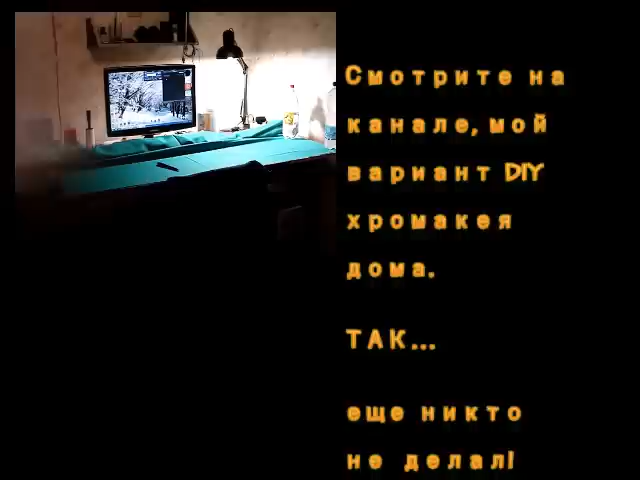 Смотрите на
канале, мой
вариант DIY
хромакея
дома.
ТАК...
еще никто
не делал!